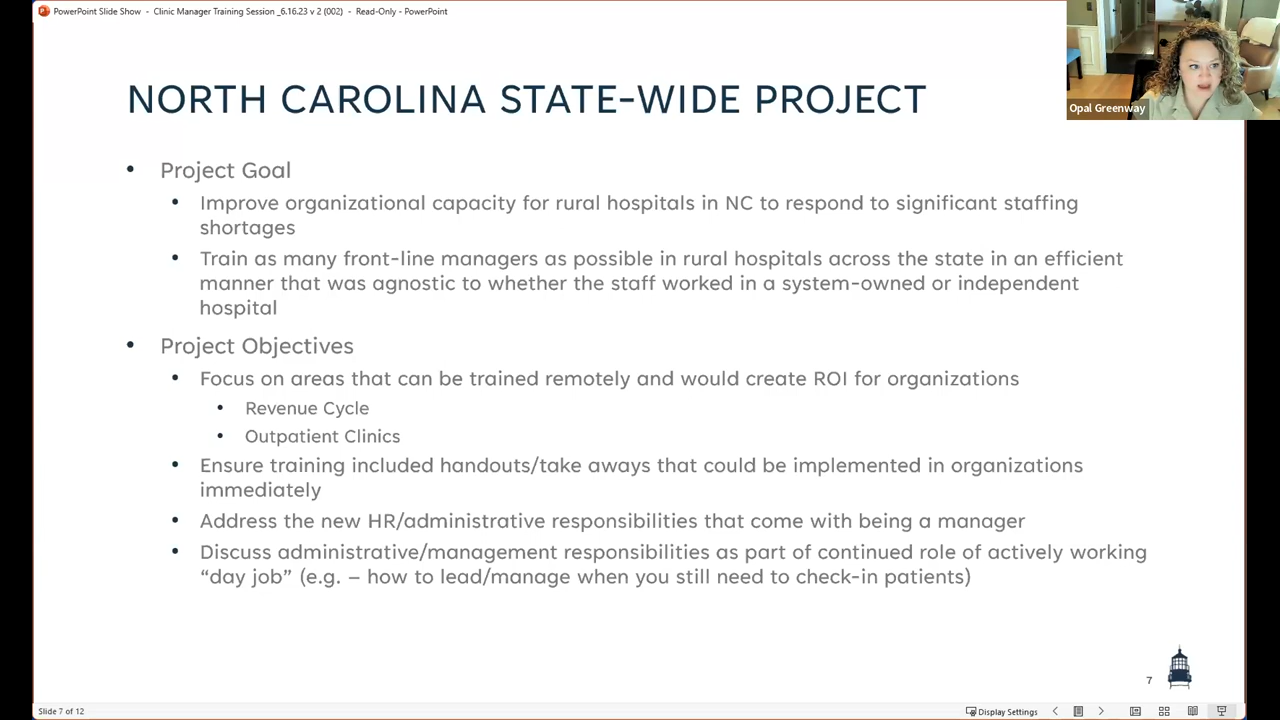 PowerPoint Slide Show - Clinic Manager Training Session _6.16.23 v 2 (002) - Read-Only - PowerPoint
Opal Greenway
NORTH CAROLINA STATE-WIDE PROJECT
• Project Goal
• Improve organizational capacity for rural hospitals in NC to respond to significant staffing
shortages
• Train as many front-line managers as possible in rural hospitals across the state in an efficient
manner that was agnostic to whether the staff worked in a system-owned or independent
hospital
• Project Objectives
• Focus on areas that can be trained remotely and would create ROI for organizations
• Revenue Cycle
• Outpatient Clinics
• Ensure training included handouts/take aways that could be implemented in organizations
immediately
• Address the new HR/administrative responsibilities that come with being a manager
• Discuss administrative/management responsibilities as part of continued role of actively working
“day job” (e.g. – how to lead/manage when you still need to check-in patients)
7
Slide 7 of 12
Display Settings